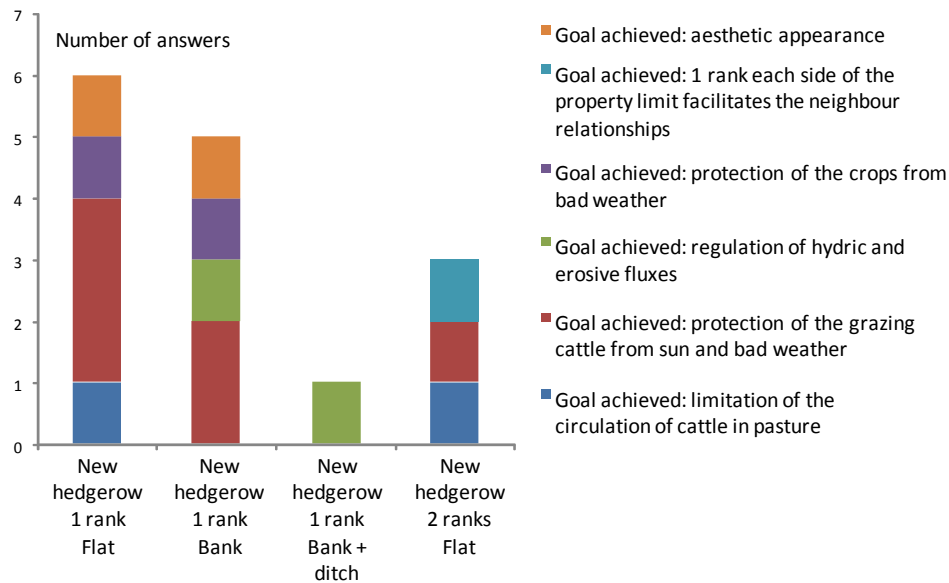 7
Number of answers
6
5
4
3
2
1
0
New
hedgerow
1 rank
Flat
New
hedgerow
1 rank
Bank
New
hedgerow
1 rank
Bank +
ditch
New
hedgerow
2 ranks
Flat
Goal achieved: aesthetic appearance
Goal achieved: 1 rank each side of the
property limit facilitates the neighbour
relationships
Goal achieved: protection of the crops from
bad weather
Goal achieved: regulation of hydric and
erosive fluxes
Goal achieved: protection of the grazing
cattle from sun and bad weather
Goal achieved: limitation of the
circulation of cattle in pasture